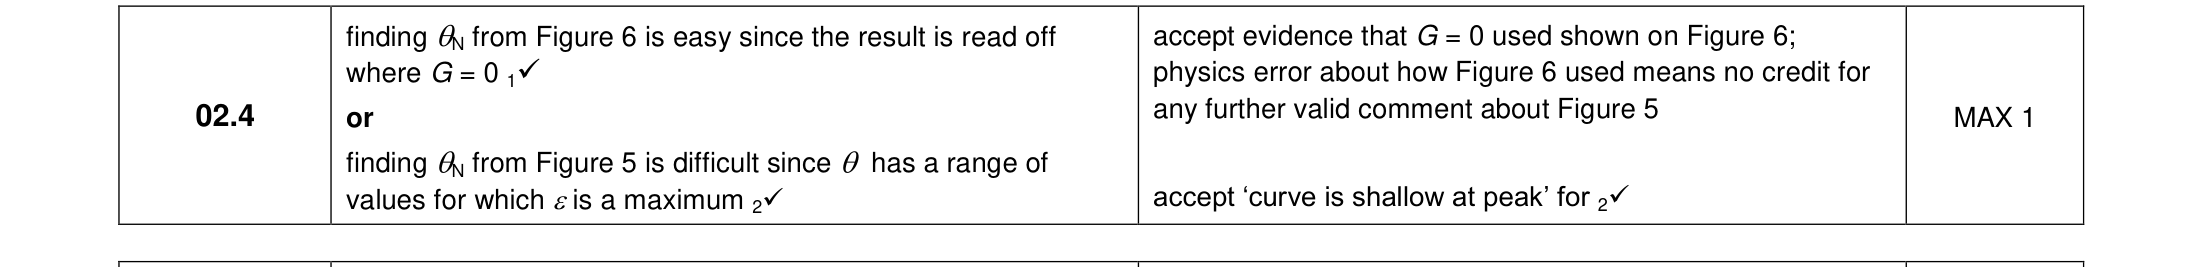 02.4
finding θN from Figure 6 is easy since the result is read off
where G = 0 1✓
or
finding θN from Figure 5 is difficult since θ has a range of
values for which ε is a maximum 2✓
accept evidence that G = 0 used shown on Figure 6;
physics error about how Figure 6 used means no credit for
any further valid comment about Figure 5
accept ‘curve is shallow at peak’ for 2✓
MAX 1